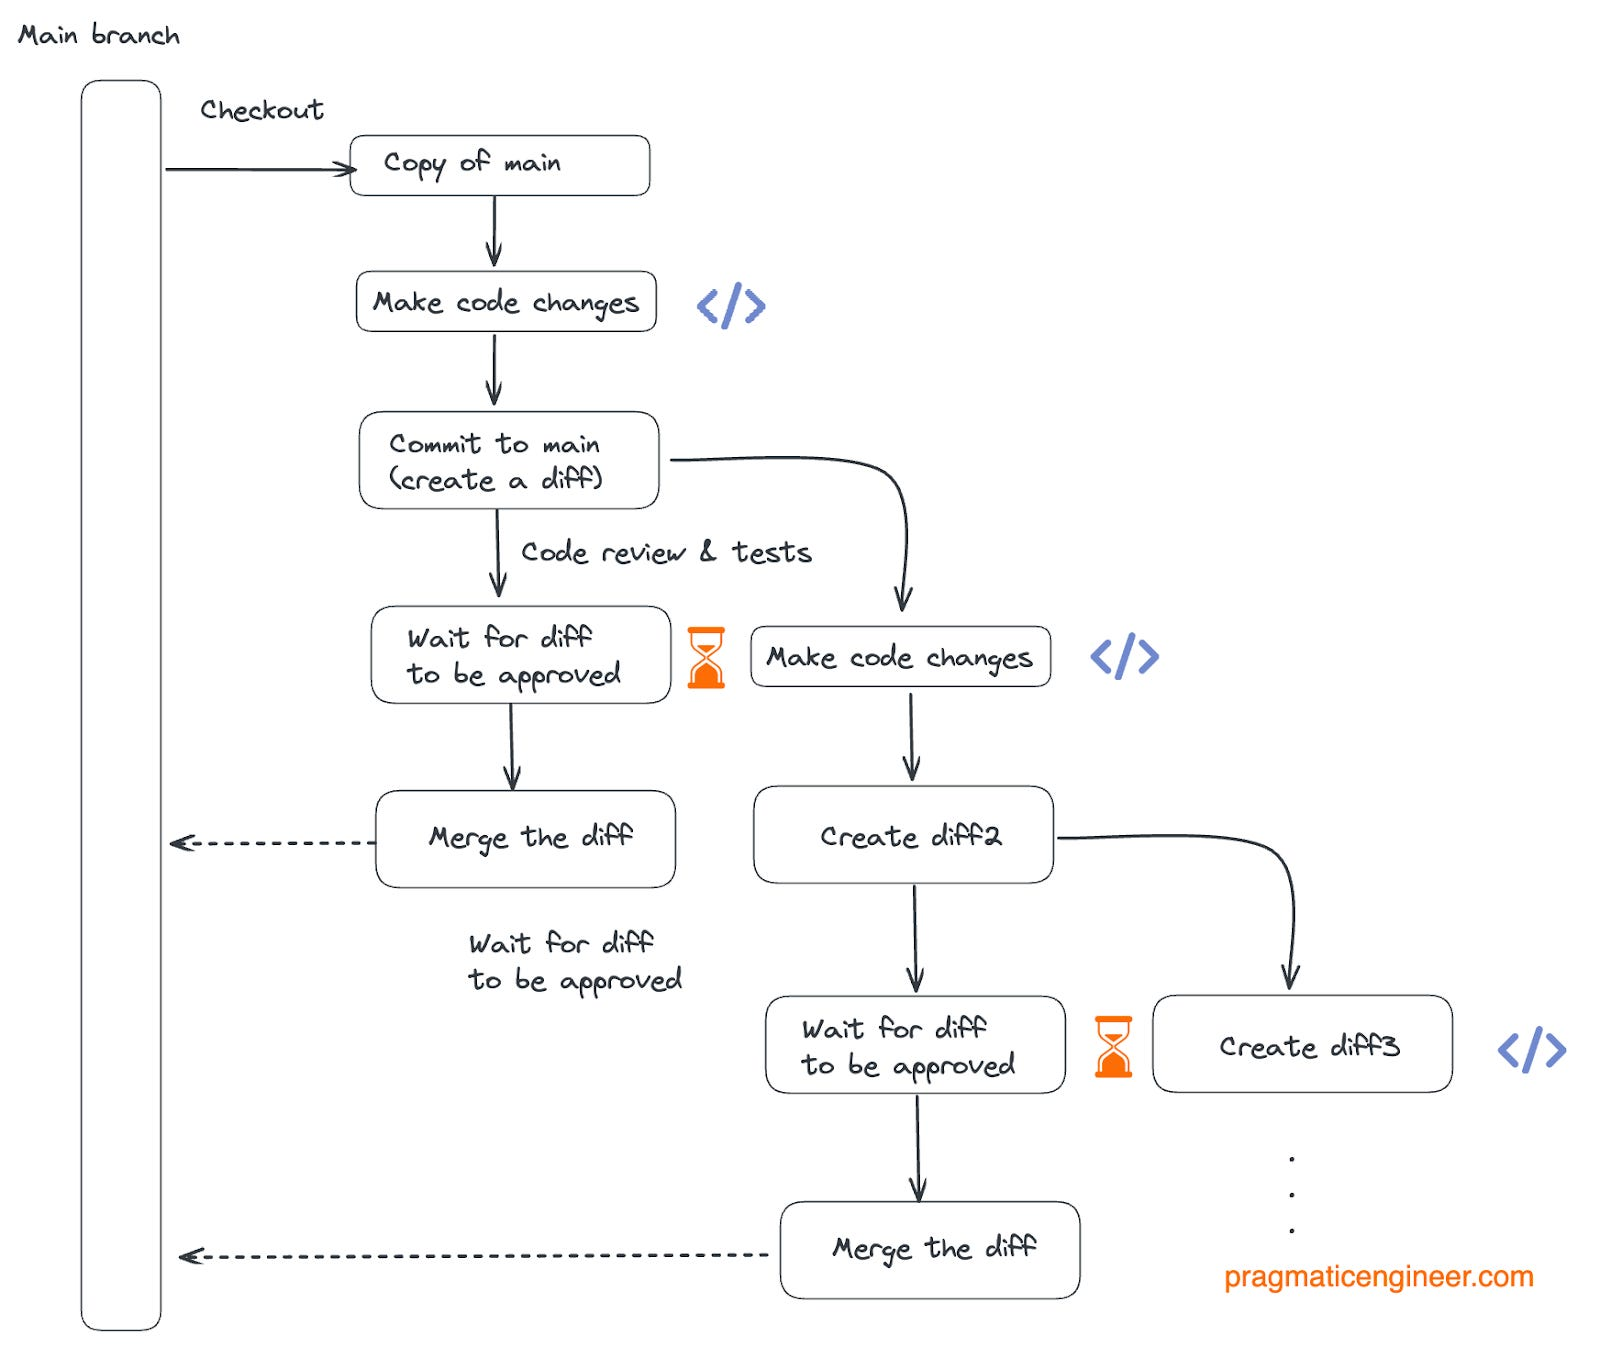 Main branch
Checkout
Copy of main
Make code changes
</>
Commit to main
(create a diff)
Code review & tests
Wait for diff
to be approved
Make code changes
</>
Merge the diff
Create diff2
Wait for diff
to be approved
Wait for diff
to be approved
Create diff3
</>
Merge the diff
pragmaticengineer.com